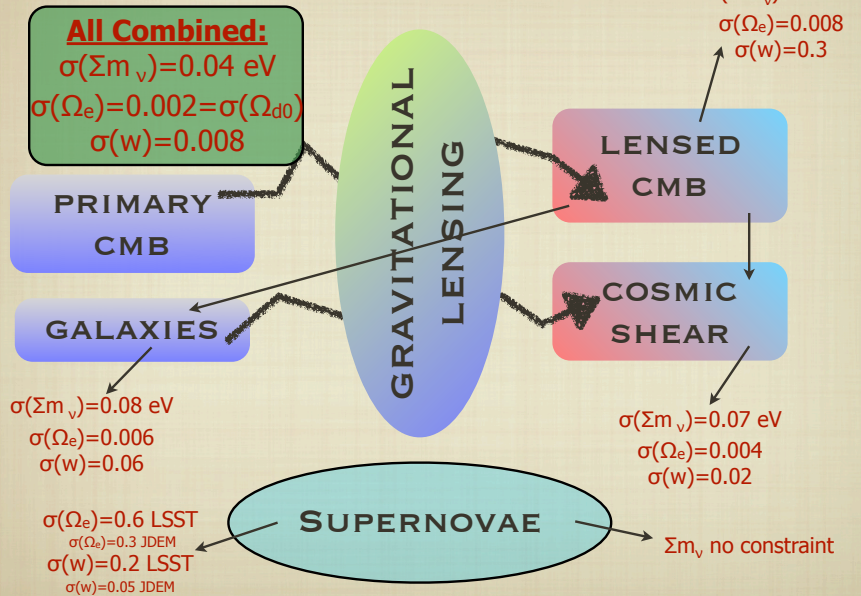 σ(Ωe)=0.008
σ(w)=0.3
All Combined:
σ(Σm ν)=0.04 eV
σ(Ωe)=0.002=σ(Ωd0)
σ(w)=0.008
GRAVITATIONAL
LENSING
LENSED
CMB
PRIMARY
CMB
GALAXIES
COSMIC
SHEAR
σ(Σm ν)=0.08 eV
σ(Ωe)=0.006
σ(w)=0.06
σ(Σm ν)=0.07 eV
σ(Ωe)=0.004
σ(w)=0.02
SUPERNOVAE
σ(Ωe)=0.6 LSST
σ(Ωe)=0.3 JDEM
σ(w)=0.2 LSST
σ(w)=0.05 JDEM
Σmν no constraint